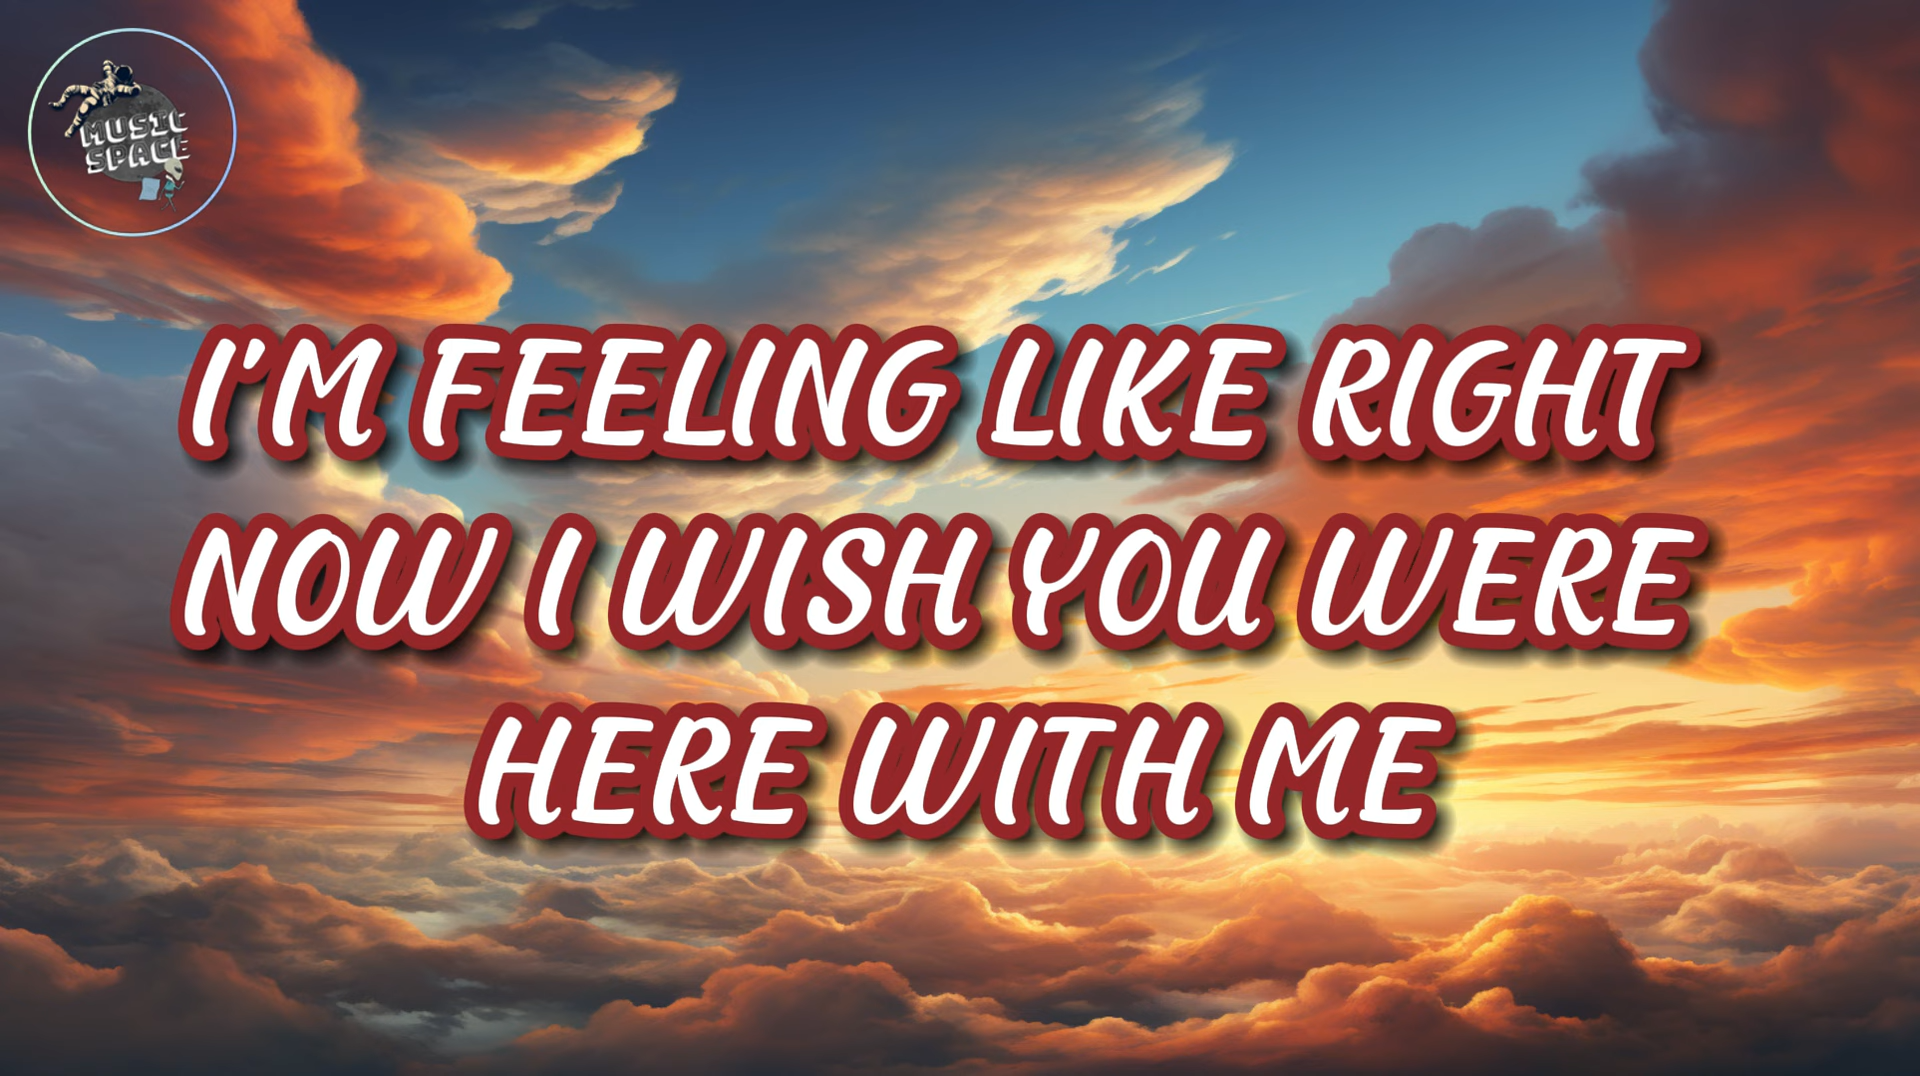 MUSIC
SPACE
I'M FEELING LIKE RIGHT
NOW I WISH YOU WERE
HERE WITH ME